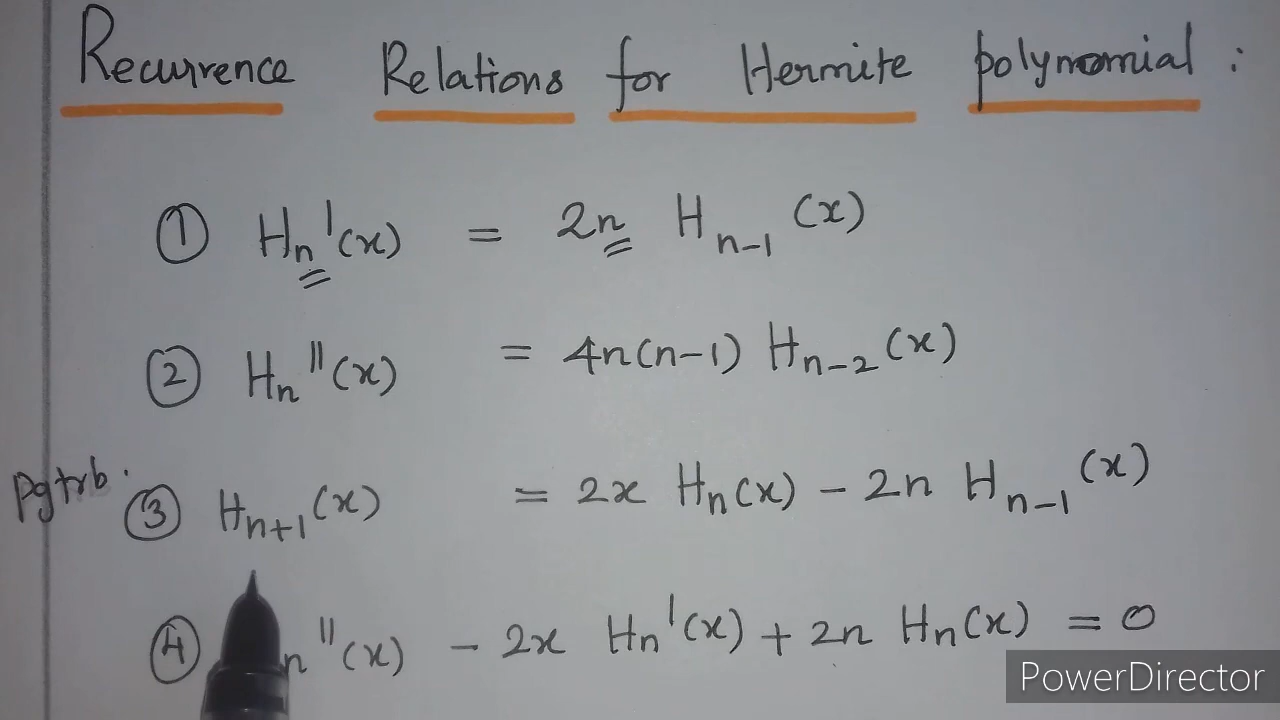 Recurrence Relations for Hermite polynomial :
① Hₙ'(x) = 2n Hₙ₋₁(x)
② Hₙ''(x) = 4n(n-1) Hₙ₋₂(x)
Pgtrb. ③ Hₙ₊₁(x) = 2x Hₙ(x) - 2n Hₙ₋₁(x)
④ ₙ''(x) - 2x Hₙ'(x) + 2n Hₙ(x) = 0
PowerDirector